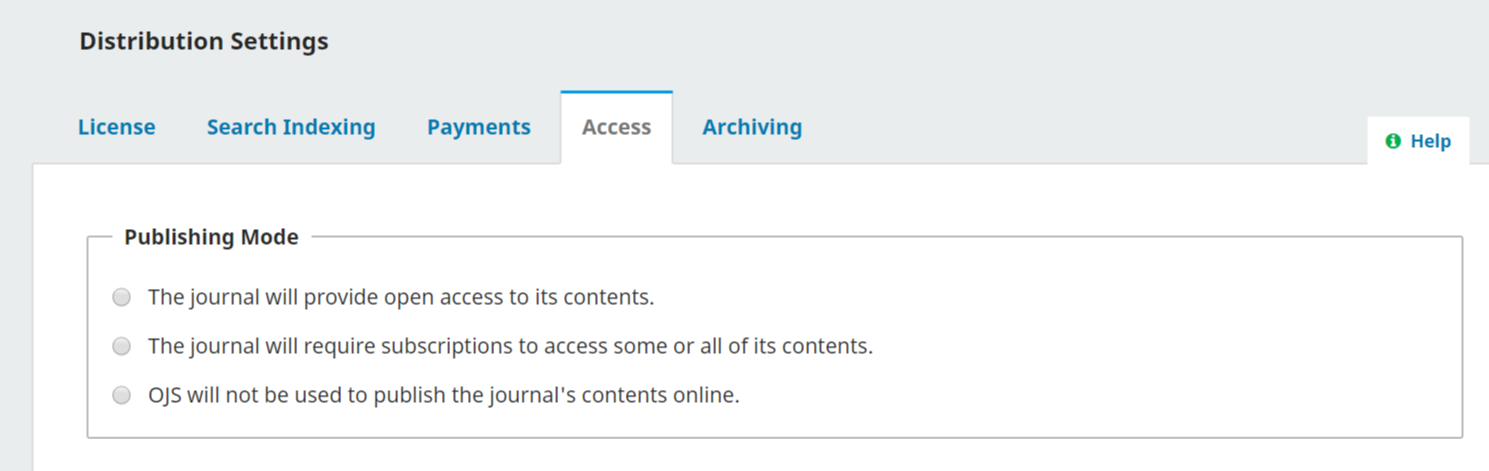 Distribution Settings
License Search Indexing Payments Access Archiving
Help
Publishing Mode
The journal will provide open access to its contents.
The journal will require subscriptions to access some or all of its contents.
OJS will not be used to publish the journal's contents online.